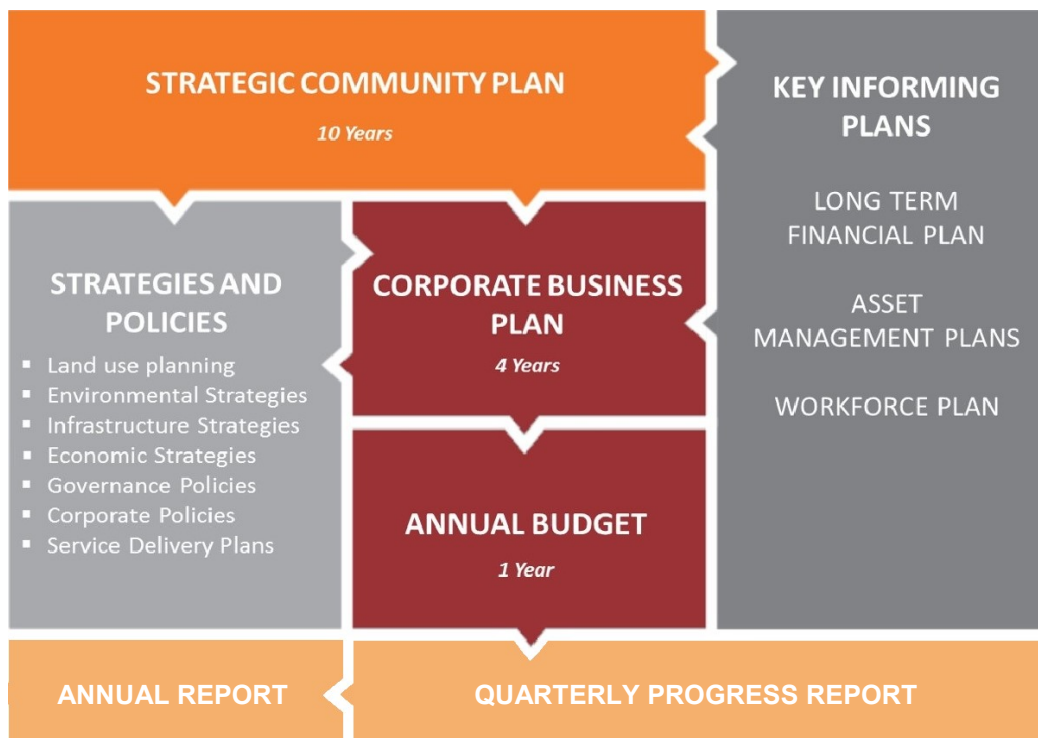 STRATEGIC COMMUNITY PLAN
10 Years
KEY INFORMING
PLANS
LONG TERM
FINANCIAL PLAN
ASSET
MANAGEMENT PLANS
WORKFORCE PLAN
STRATEGIES AND
POLICIES
▪ Land use planning
▪ Environmental Strategies
▪ Infrastructure Strategies
▪ Economic Strategies
▪ Governance Policies
▪ Corporate Policies
▪ Service Delivery Plans
CORPORATE BUSINESS
PLAN
4 Years
ANNUAL BUDGET
1 Year
ANNUAL REPORT
QUARTERLY PROGRESS REPORT